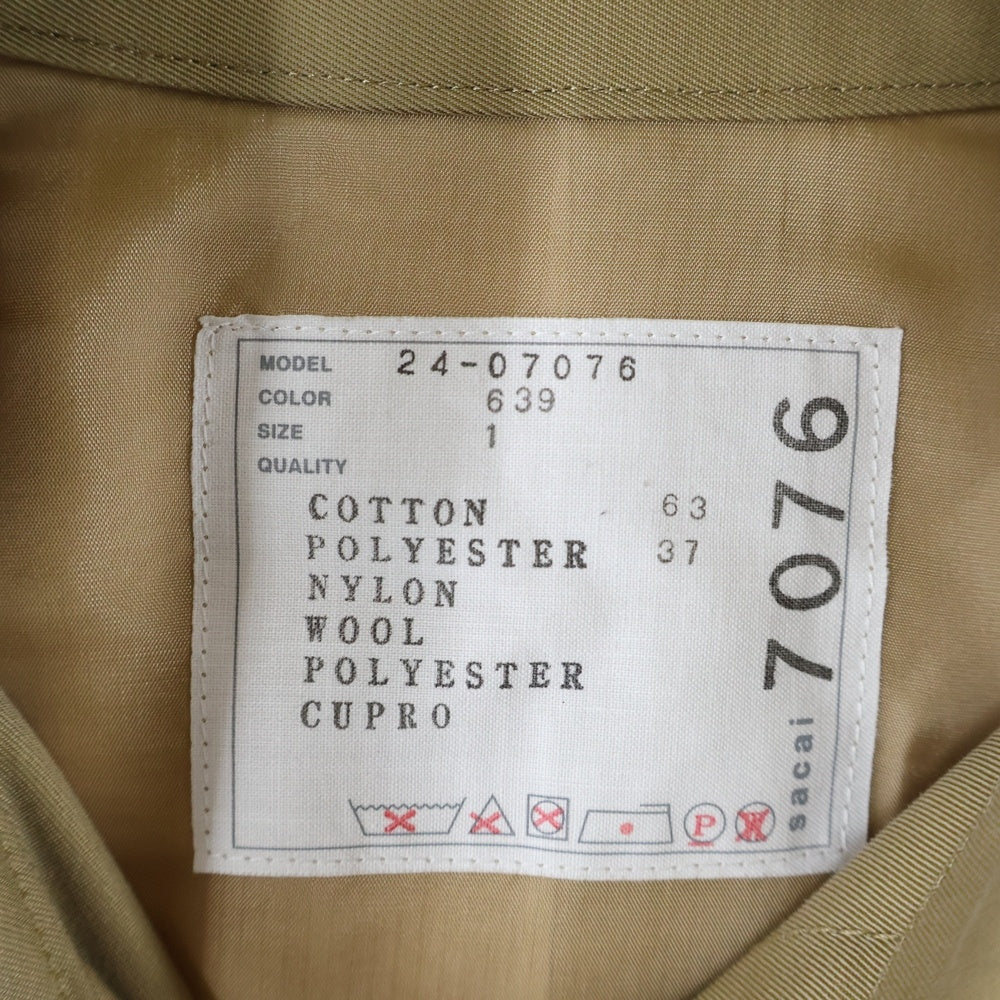 MODEL 24-07076
COLOR 639
SIZE 1
QUALITY
COTTON 63
POLYESTER 37
NYLON
WOOL
POLYESTER
CUPRO
P W
sacai 7076